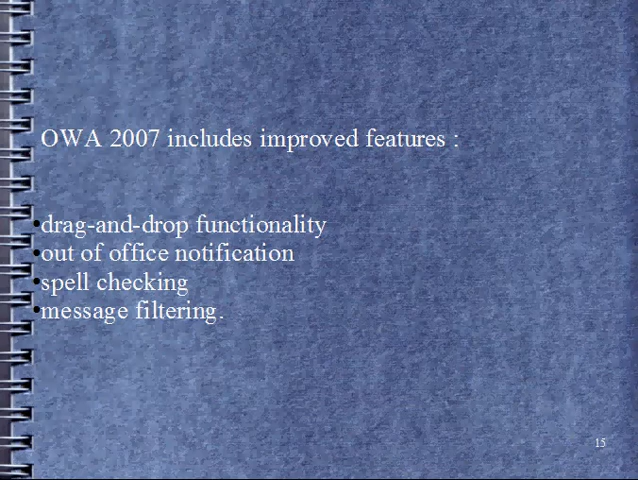 OWA 2007 includes improved features :
•drag-and-drop functionality
•out of office notification
•spell checking
•message filtering.
15